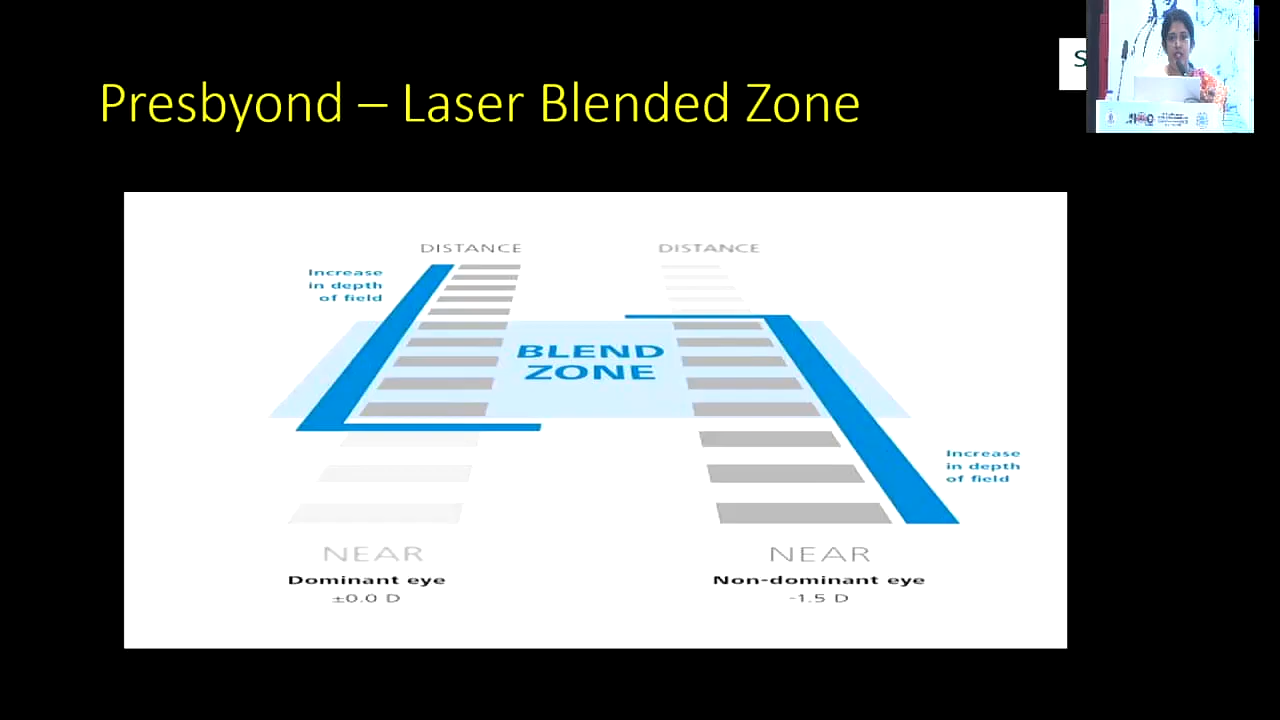 Presbyond – Laser Blended Zone
S
DISTANCE
DISTANCE
Increase
in depth
of field
BLEND
ZONE
Increase
in depth
of field
NEAR
NEAR
Dominant eye
Non-dominant eye
±0.0 D
-1.5 D